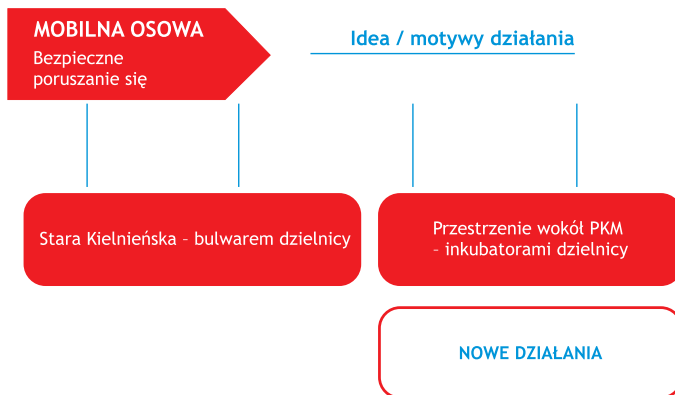 MOBILNA OSOWA
Bezpieczne
poruszanie się
Idea / motywy działania
Stara Kielnieńska – bulwarem dzielnicy
Przestrzenie wokół PKM
– inkubatorami dzielnicy
NOWE DZIAŁANIA